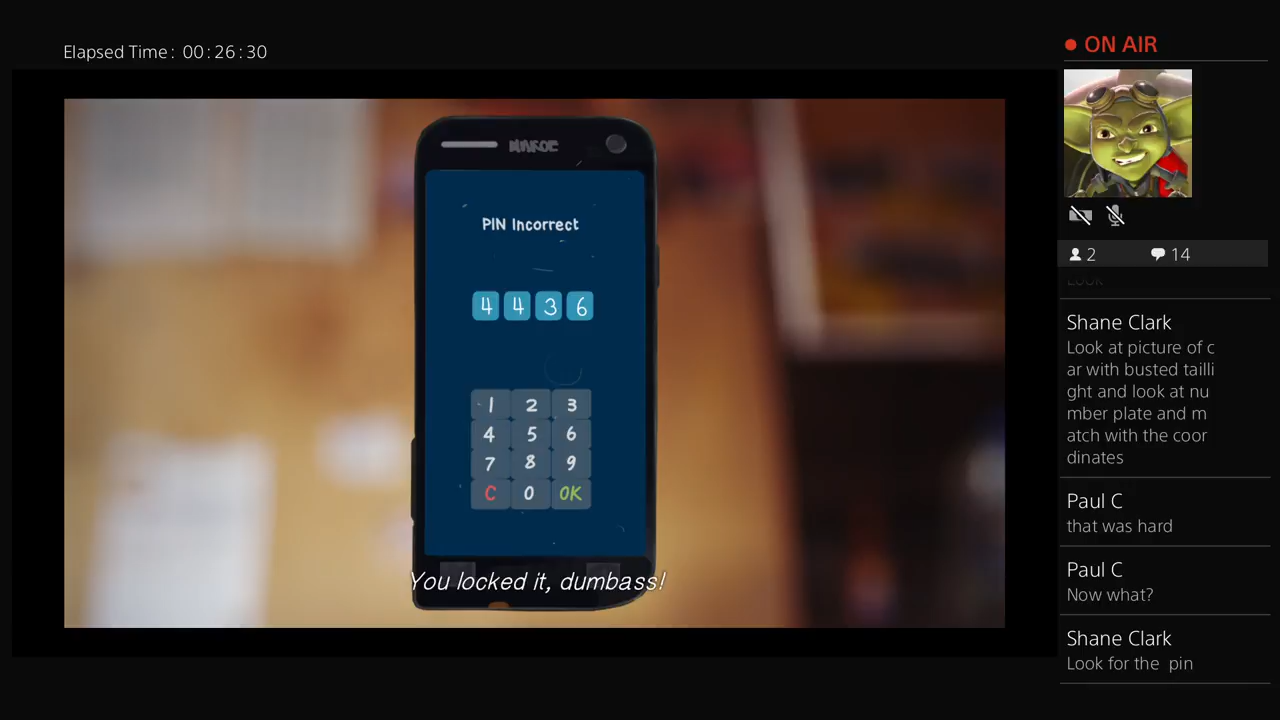 Elapsed Time: 00:26:30
ON AIR
PIN Incorrect
4 4 3 6
1 2 3
4 5 6
7 8 9
C 0 OK
You locked it, dumbass!
2 14
Look
Shane Clark
Look at picture of c
ar with busted tailli
ght and look at nu
mber plate and m
atch with the coor
dinates
Paul C
that was hard
Paul C
Now what?
Shane Clark
Look for the pin